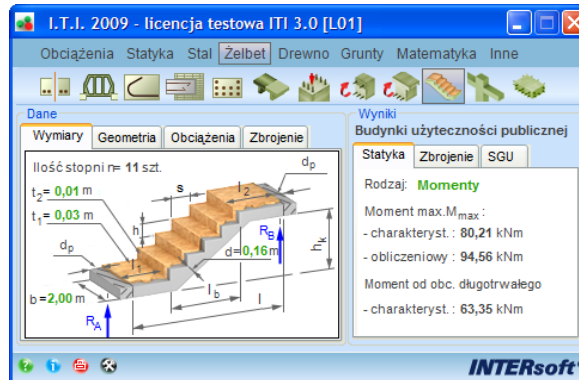 I.T.I. 2009 - licencja testowa ITI 3.0 [L01]
Obciążenia Statyka Stal Żelbet Drewno Grunty Matematyka Inne
Dane
Wymiary Geometria Obciążenia Zbrojenie
Ilość stopni n= 11 szt.
t2= 0,01 m
t1= 0,03 m
s
h
l2
dp
dp
l1
RB
d=0,16 m
hk
b=2,00 m
lb
l
RA
Wyniki
Budynki użyteczności publicznej
Statyka Zbrojenie SGU
Rodzaj: Momenty
Moment max.Mmax :
- charakteryst. : 80,21 kNm
- obliczeniowy : 94,56 kNm
Moment od obc. długotrwałego
- charakteryst. : 63,35 kNm
INTERsoft